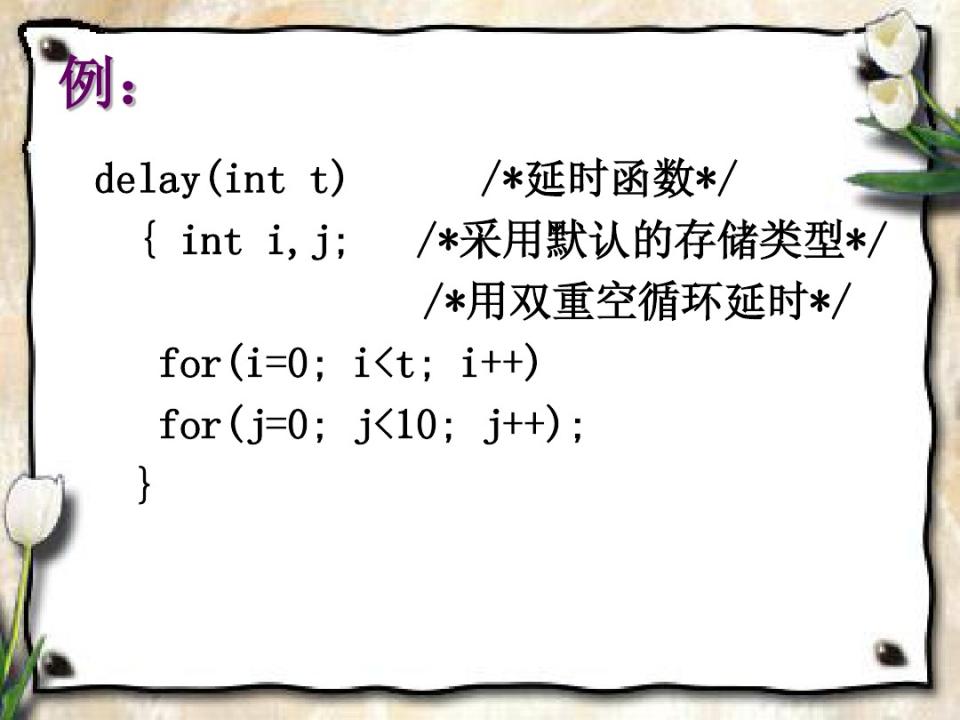 例：
delay(int t) /*延时函数*/
{ int i,j; /*采用默认的存储类型*/
/*用双重空循环延时*/
for(i=0; i<t; i++)
for(j=0; j<10; j++);
}